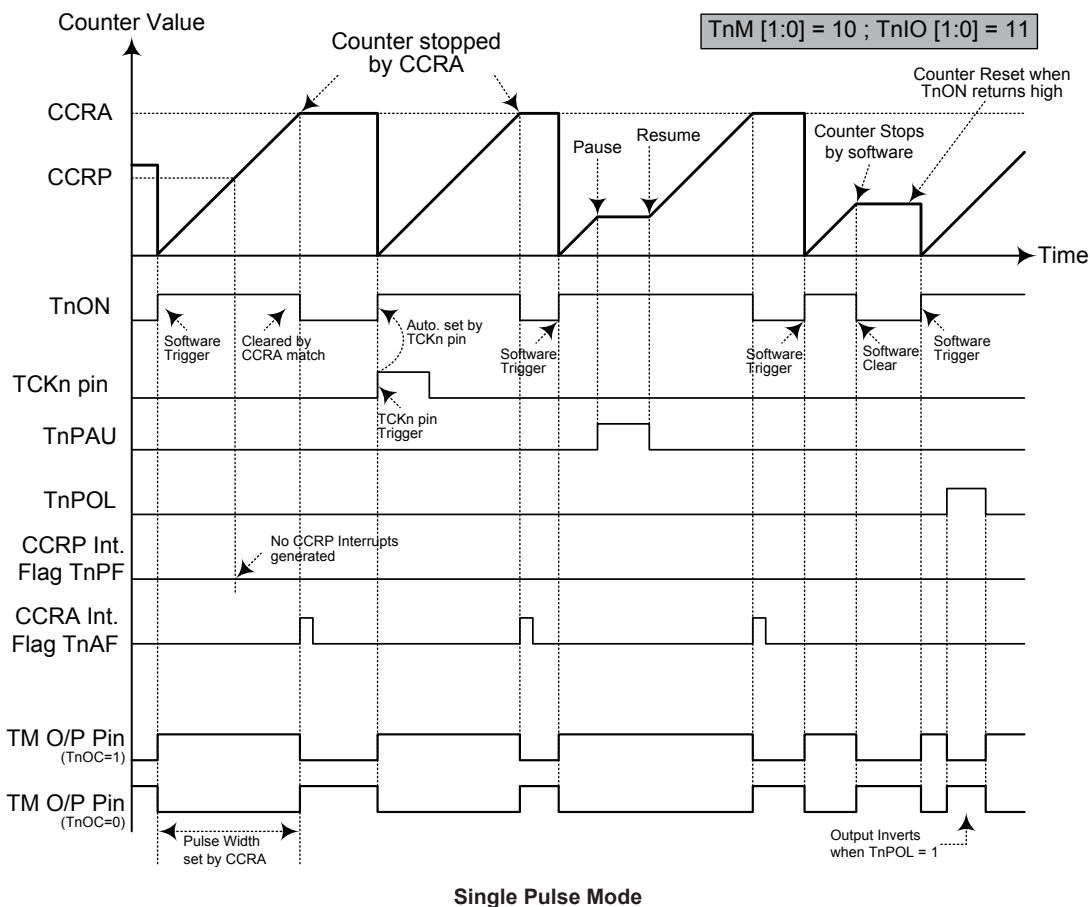 Counter Value
TnM [1:0] = 10 ; TnIO [1:0] = 11
Counter stopped
by CCRA
Counter Reset when
TnON returns high
CCRA
Pause
Resume
Counter Stops
by software
CCRP
Time
TnON
Software
Trigger
Cleared by
CCRA match
Auto. set by
TCKn pin
Software
Trigger
Software
Trigger
Software
Clear
Software
Trigger
TCKn pin
TCKn pin
Trigger
TnPAU
TnPOL
CCRP Int.
Flag TnPF
No CCRP Interrupts
generated
CCRA Int.
Flag TnAF
TM O/P Pin
(TnOC=1)
TM O/P Pin
(TnOC=0)
Pulse Width
set by CCRA
Output Inverts
when TnPOL = 1
Single Pulse Mode